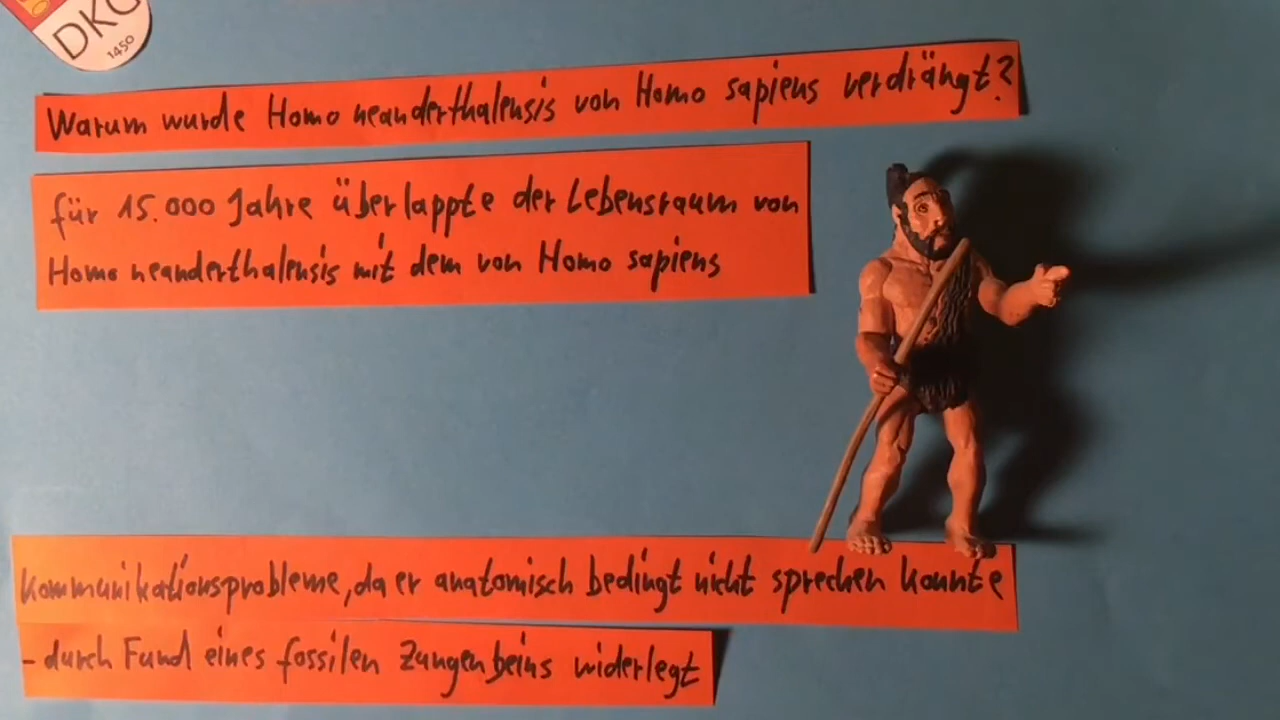 DKG
1450
Warum wurde Homo neanderthalensis von Homo sapiens verdrängt?
für 15.000 Jahre überlappte der Lebensraum von
Homo neanderthalensis mit dem von Homo sapiens
Kommunikationsprobleme, da er anatomisch bedingt nicht sprechen konnte
- durch Fund eines fossilen Zungenbeins widerlegt